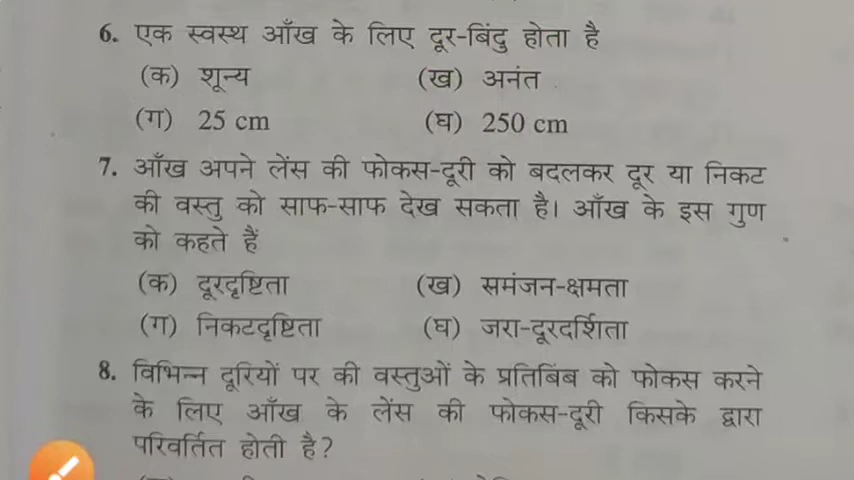 6. एक स्वस्थ आँख के लिए दूर-बिंदु होता है
(क) शून्य (ख) अनंत
(ग) 25 cm (घ) 250 cm
7. आँख अपने लेंस की फोकस-दूरी को बदलकर दूर या निकट
की वस्तु को साफ-साफ देख सकता है। आँख के इस गुण
को कहते हैं
(क) दूरदृष्टिता (ख) समंजन-क्षमता
(ग) निकटदृष्टिता (घ) जरा-दूरदर्शिता
8. विभिन्न दूरियों पर की वस्तुओं के प्रतिबिंब को फोकस करने
के लिए आँख के लेंस की फोकस-दूरी किसके द्वारा
परिवर्तित होती है?